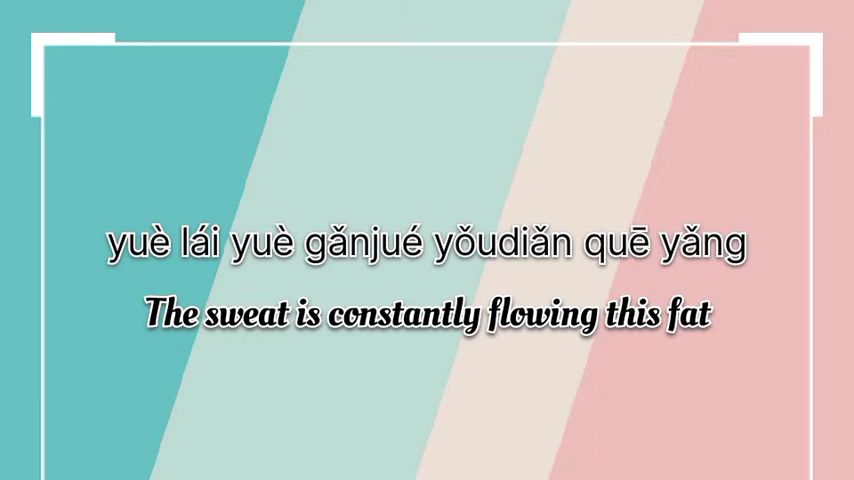 yuè lái yuè gǎnjué yǒudiǎn quē yǎng
The sweat is constantly flowing this fat